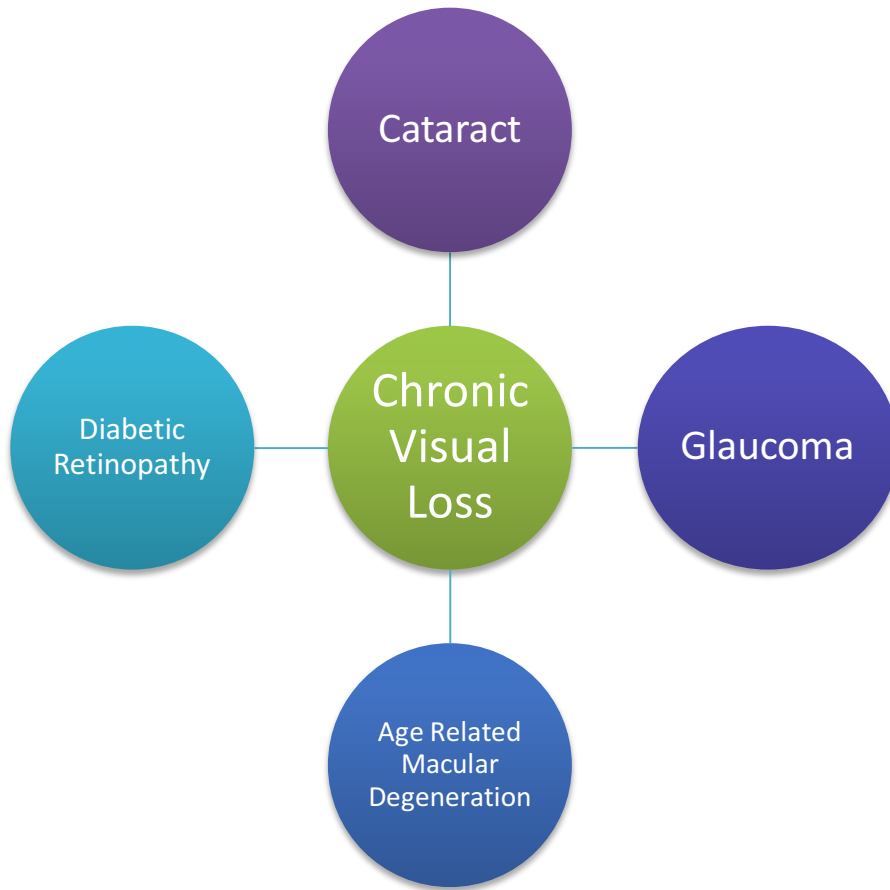 Cataract
Diabetic
Retinopathy
Chronic
Visual
Loss
Glaucoma
Age Related
Macular
Degeneration